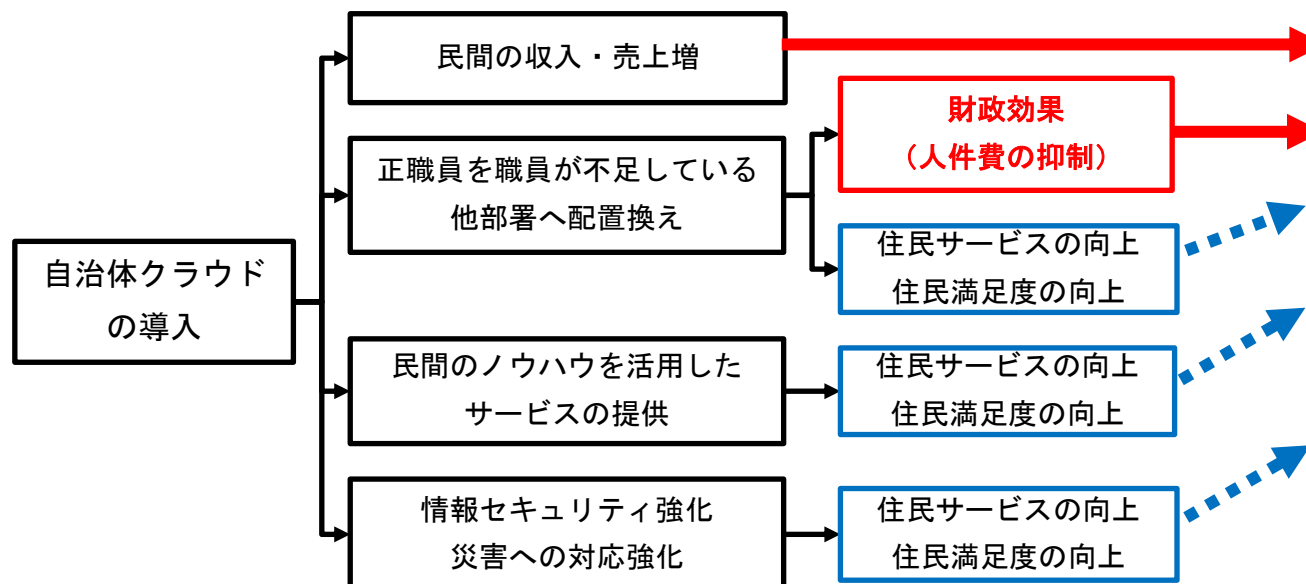 民間の収入・売上増
財政効果
（人件費の抑制）
正職員を職員が不足している
他部署へ配置換え
住民サービスの向上
住民満足度の向上
自治体クラウド
の導入
民間のノウハウを活用した
サービスの提供
住民サービスの向上
住民満足度の向上
情報セキュリティ強化
災害への対応強化
住民サービスの向上
住民満足度の向上